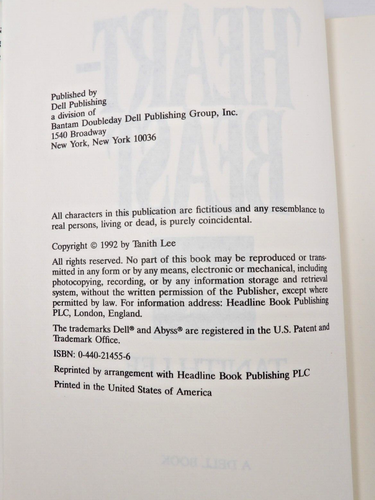 Published by
Dell Publishing
a division of
Bantam Doubleday Dell Publishing Group, Inc.
1540 Broadway
New York, New York 10036
All characters in this publication are fictitious and any resemblance to
real persons, living or dead, is purely coincidental.
Copyright © 1992 by Tanith Lee
All rights reserved. No part of this book may be reproduced or trans-
mitted in any form or by any means, electronic or mechanical, including
photocopying, recording, or by any information storage and retrieval
system, without the written permission of the Publisher, except where
permitted by law. For information address: Headline Book Publishing
PLC, London, England.
The trademarks Dell® and Abyss® are registered in the U.S. Patent and
Trademark Office.
ISBN: 0-440-21455-6
Reprinted by arrangement with Headline Book Publishing PLC
Printed in the United States of America
HEART-
BEAST
TANITH LEE
A DELL BOOK